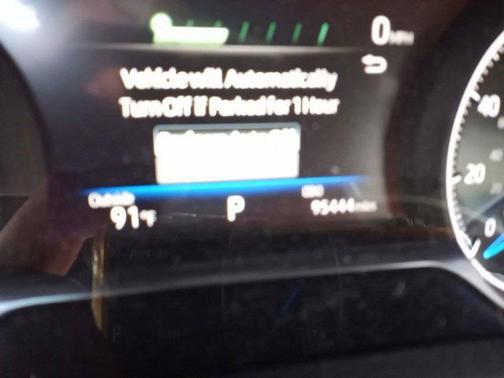 0 MPH
Vehicle will Automatically
Turn Off if Parked for 1 Hour
Outside
91°F
P
ODO
95444 miles
40
20
0